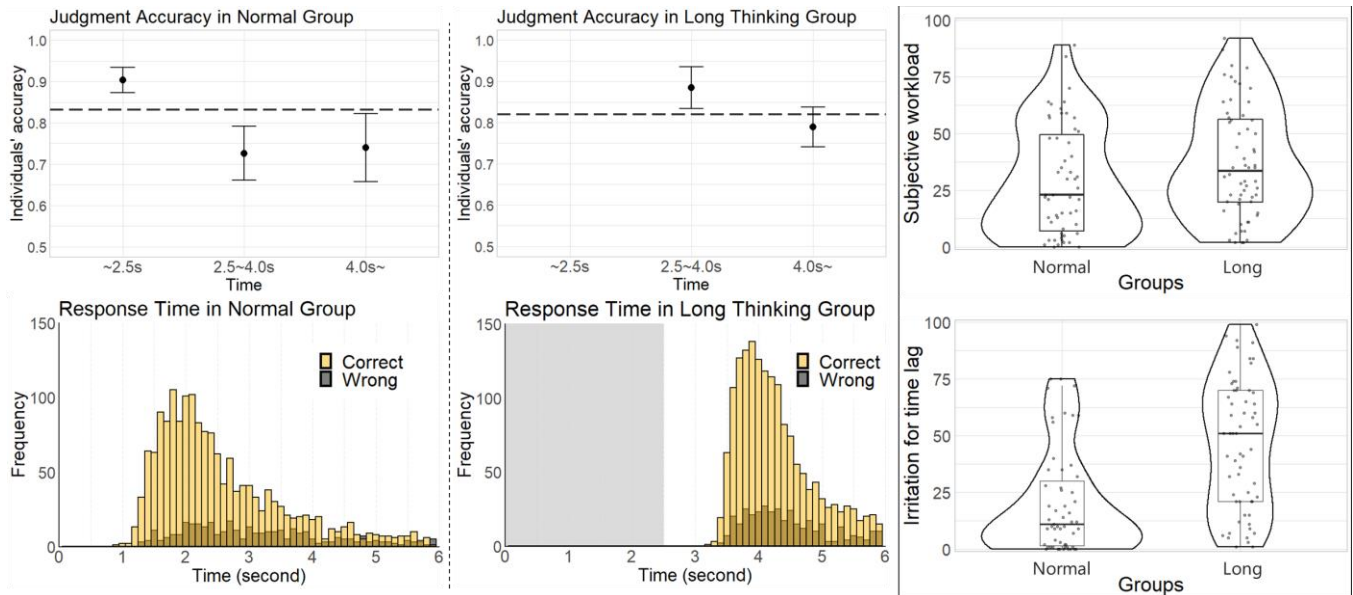 Judgment Accuracy in Normal Group
1.0
0.9
0.8
0.7
0.6
0.5
Individuals' accuracy
~2.5s
2.5~4.0s
4.0s~
Time
Judgment Accuracy in Long Thinking Group
1.0
0.9
0.8
0.7
0.6
0.5
Individuals' accuracy
~2.5s
2.5~4.0s
4.0s~
Time
Response Time in Normal Group
150
100
50
0
Frequency
Correct
Wrong
0 1 2 3 4 5 6
Time (second)
Response Time in Long Thinking Group
150
100
50
0
Frequency
Correct
Wrong
0 1 2 3 4 5 6
Time (second)
100
75
50
25
0
Subjective workload
Normal Long
Groups
100
75
50
25
0
Irritation for time lag
Normal Long
Groups